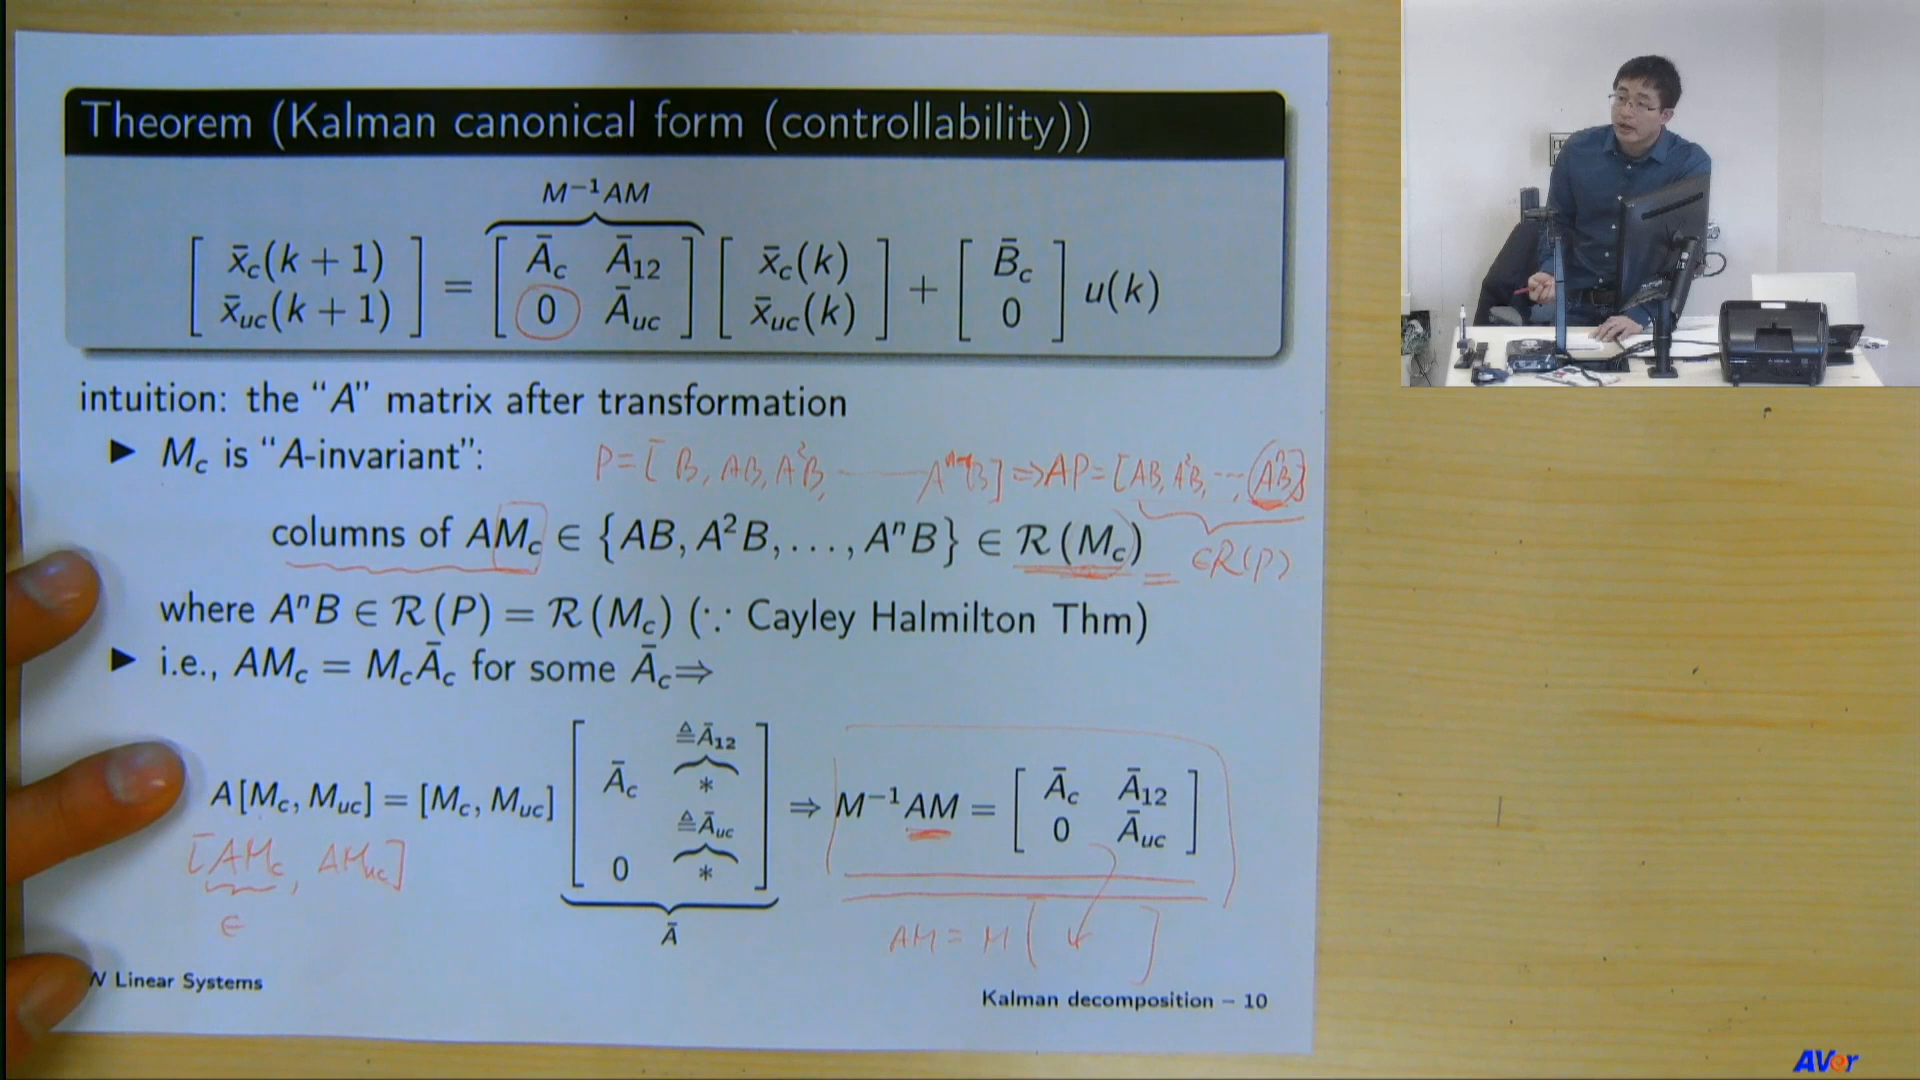 Theorem (Kalman canonical form (controllability))
M⁻¹AM
[ x̄c(k + 1) x̄uc(k + 1) ] = [ Āc Ā12 0 Āuc ] [ x̄c(k) x̄uc(k) ] + [ B̄c 0 ] u(k)
intuition: the “A” matrix after transformation
▶ Mc is “A-invariant”:
P = [B, AB, A²B, —— Aⁿ⁻¹B] ⇒ AP = [AB, A²B, ..., AⁿB]
columns of AMc ∈ {AB, A²B, . . . , AⁿB} ∈ R (Mc)
∈R(P)
where AⁿB ∈ R (P) = R (Mc) (∵ Cayley Halmilton Thm)
▶ i.e., AMc = McĀc for some Āc⇒
A[Mc, Muc] = [Mc, Muc] [ Āc ≜Ā12 * 0 ≜Āuc * ] ⇒ M⁻¹AM = [ Āc Ā12 0 Āuc ]
Ā
[AMc, AMuc]
∈
AM = M [ ]
W Linear Systems
Kalman decomposition – 10
AVer